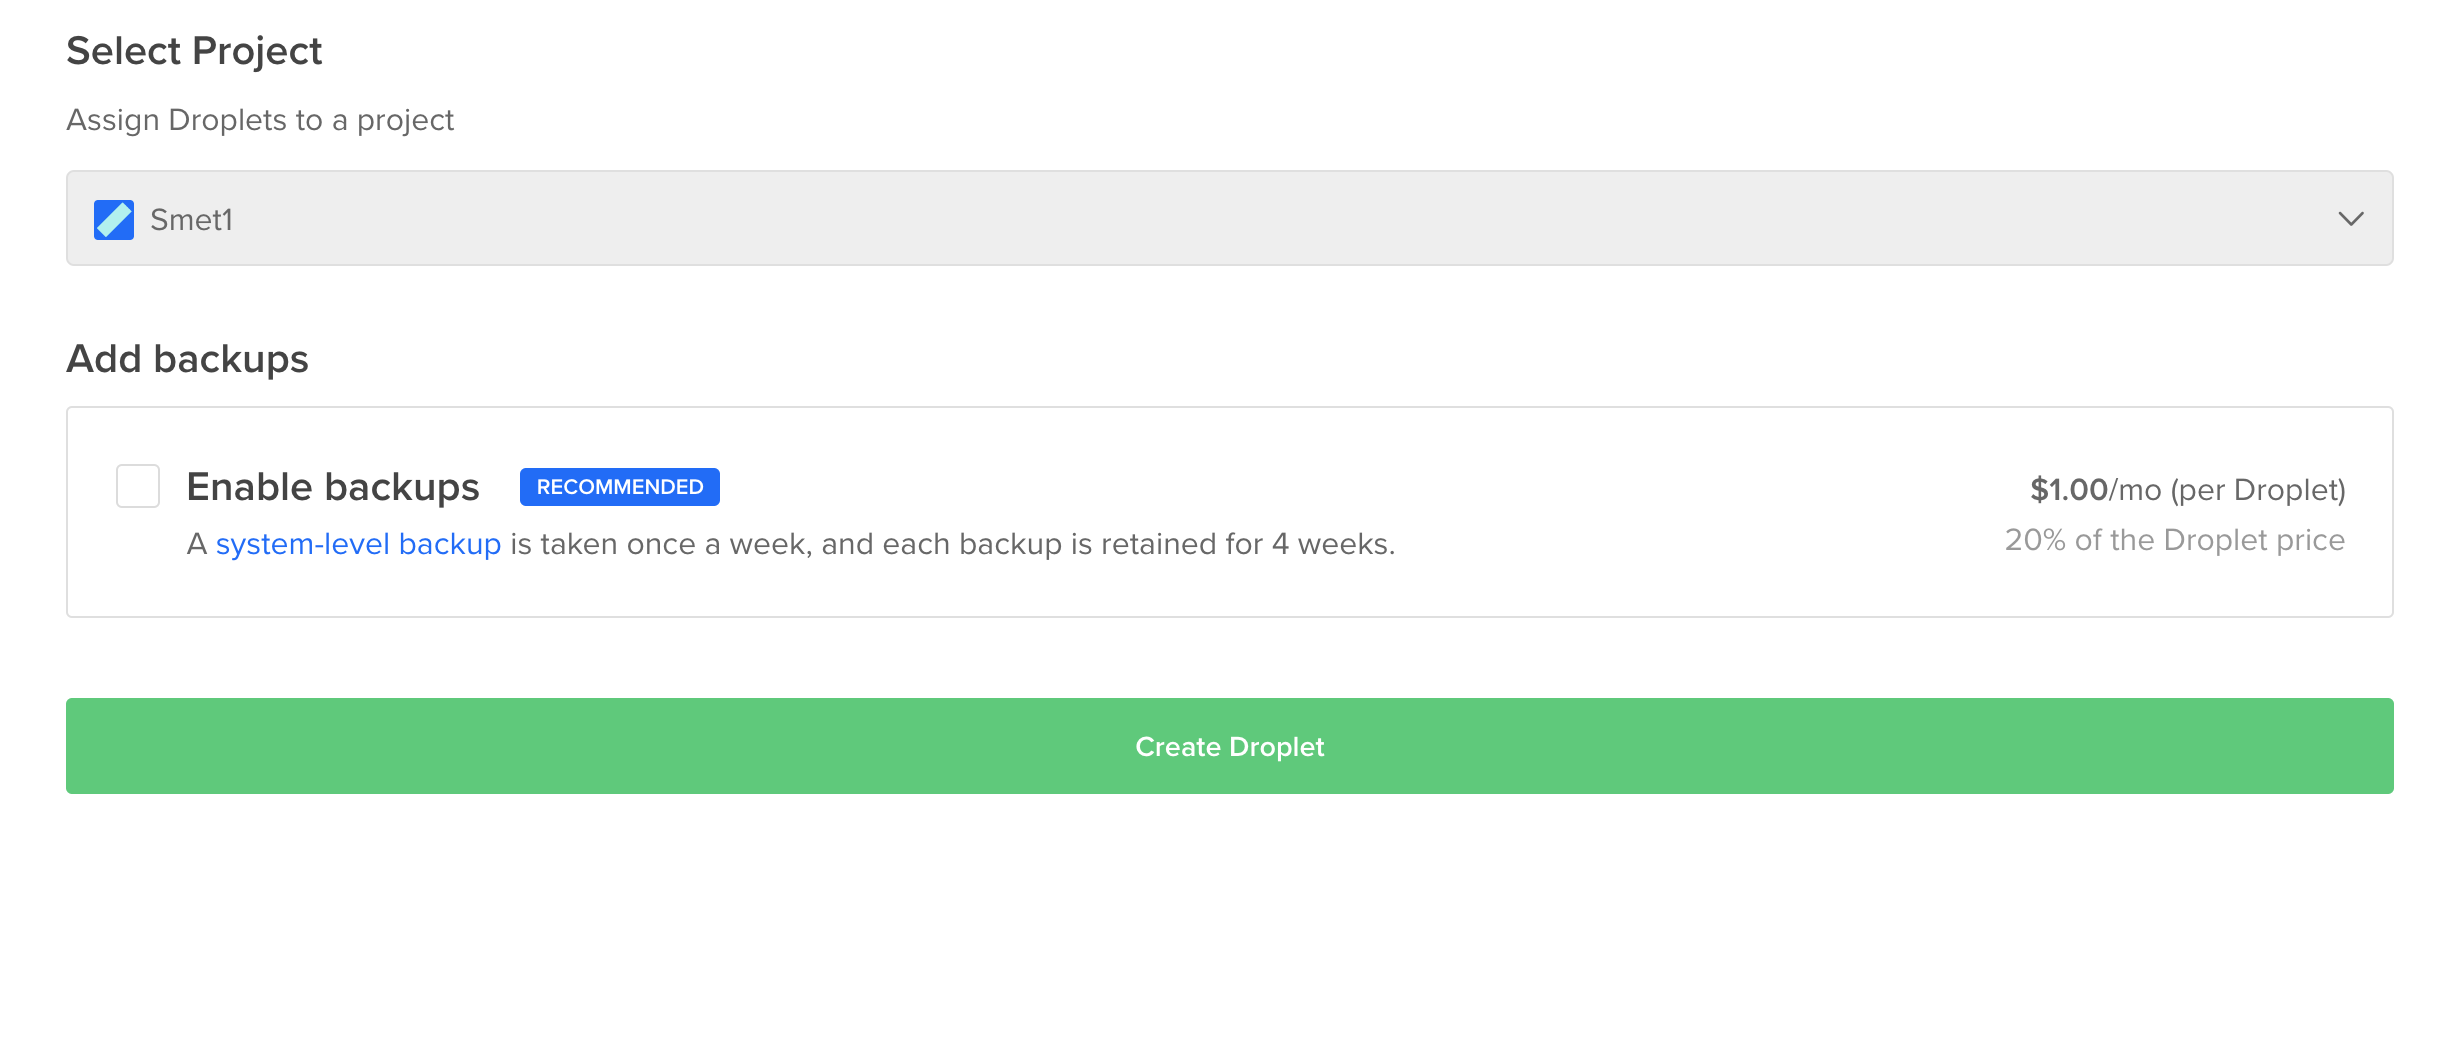 Select Project
Assign Droplets to a project
Smet1
Add backups
Enable backups RECOMMENDED
$1.00/mo (per Droplet)
A system-level backup is taken once a week, and each backup is retained for 4 weeks.
20% of the Droplet price
Create Droplet